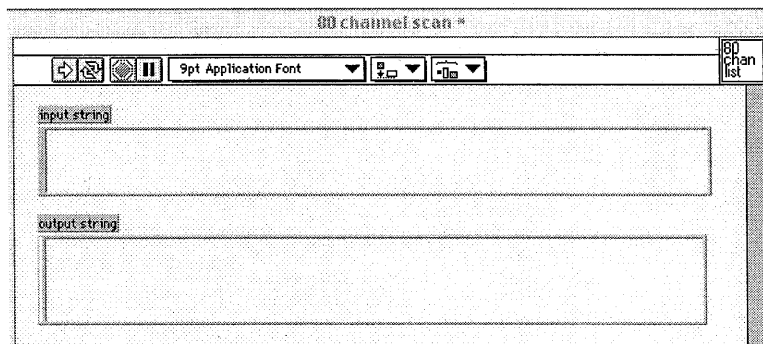 80 channel scan *
80
chan
list
9pt Application Font
input string
output string